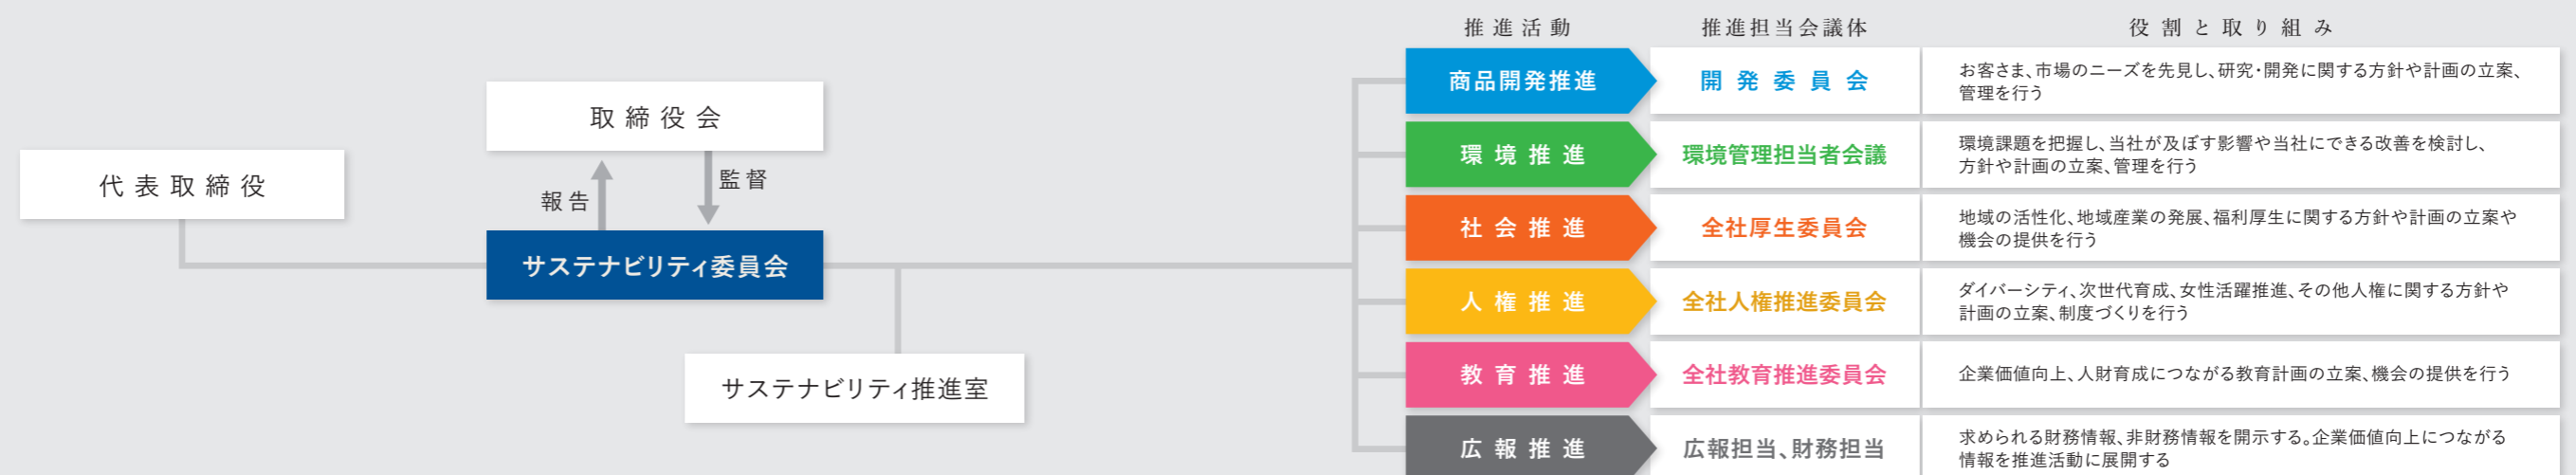 代表取締役
取締役会
報告
監督
サステナビリティ委員会
サステナビリティ推進室
推進活動
推進担当会議体
役割と取り組み
商品開発推進
開発委員会
お客さま、市場のニーズを先見し、研究・開発に関する方針や計画の立案、
管理を行う
環境推進
環境管理担当者会議
環境課題を把握し、当社が及ぼす影響や当社にできる改善を検討し、
方針や計画の立案、管理を行う
社会推進
全社厚生委員会
地域の活性化、地域産業の発展、福利厚生に関する方針や計画の立案や
機会の提供を行う
人権推進
全社人権推進委員会
ダイバーシティ、次世代育成、女性活躍推進、その他人権に関する方針や
計画の立案、制度づくりを行う
教育推進
全社教育推進委員会
企業価値向上、人財育成につながる教育計画の立案、機会の提供を行う
広報推進
広報担当、財務担当
求められる財務情報、非財務情報を開示する。企業価値向上につながる
情報を推進活動に展開する